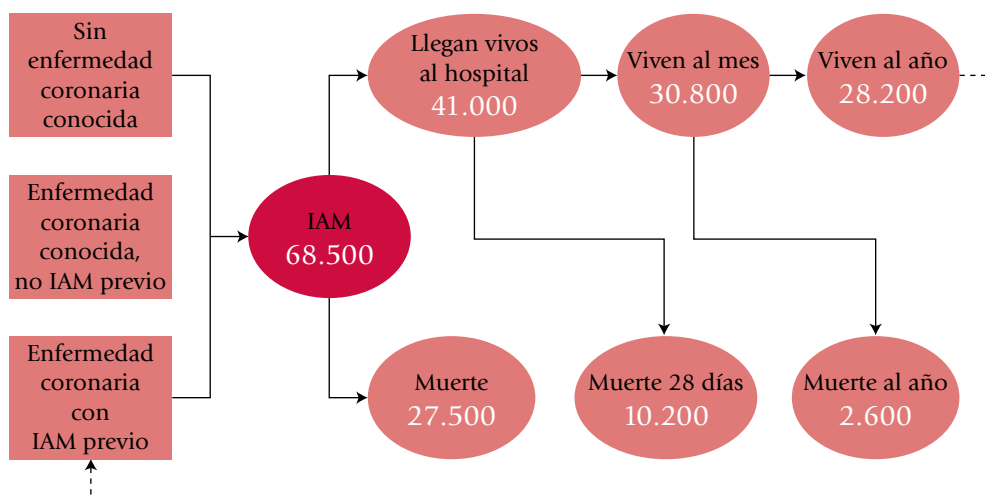 Sin
enfermedad
coronaria
conocida
Enfermedad
coronaria
conocida,
no IAM previo
Enfermedad
coronaria
con
IAM previo
IAM
68.500
Llegan vivos
al hospital
41.000
Viven al mes
30.800
Viven al año
28.200
Muerte
27.500
Muerte 28 días
10.200
Muerte al año
2.600